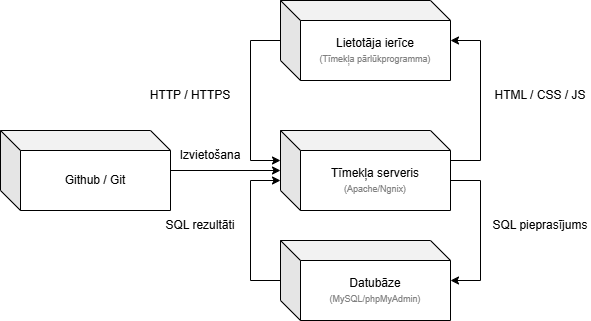 Lietotāja ierīce
(Tīmekļa pārlūkprogramma)
HTTP / HTTPS
HTML / CSS / JS
Izvietošana
Github / Git
Tīmekļa serveris
(Apache/Ngnix)
SQL rezultāti
SQL pieprasījums
Datubāze
(MySQL/phpMyAdmin)